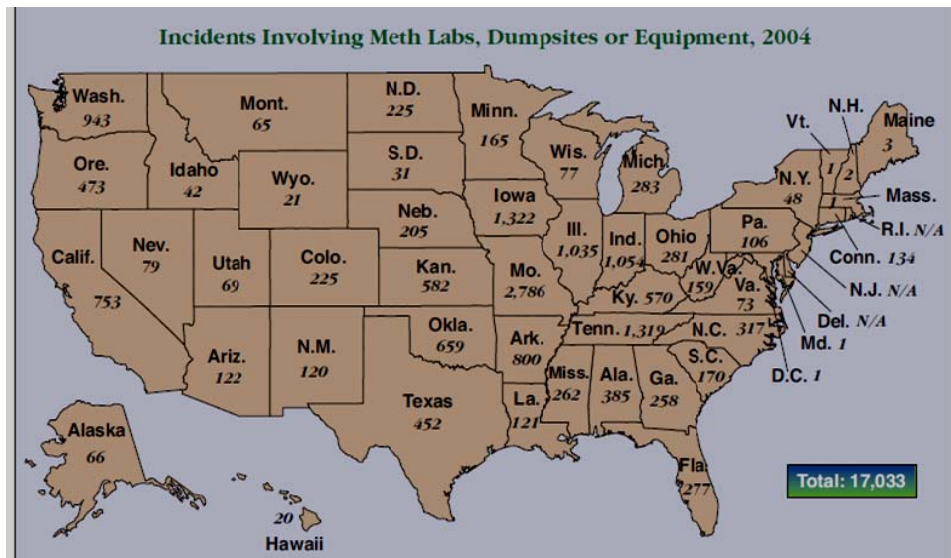 Incidents Involving Meth Labs, Dumpsites or Equipment, 2004
Wash.
943
Mont.
65
N.D.
225
Minn.
165
N.H.
Vt.
Maine
3
Ore.
473
Idaho
42
Wyo.
21
S.D.
31
Wis.
77
Mich
283
N.Y.
48
1
2
1
Mass.
R.I. N/A
Conn. 134
N.J. N/A
Del. N/A
Md. 1
D.C. 1
Calif.
753
Nev.
79
Utah
69
Colo.
225
Neb.
205
Iowa
1,322
Ill.
1,035
Ind.
1,054
Ohio
281
Pa.
106
W.Va.
159
Va.
73
Kan.
582
Mo.
2,786
Ky. 570
Ariz.
122
N.M.
120
Okla.
659
Ark.
800
Tenn. 1,319
N.C. 317
S.C.
170
Texas
452
La.
121
Miss.
262
Ala.
385
Ga.
258
Fla.
277
Alaska
66
20
Hawaii
Total: 17,033